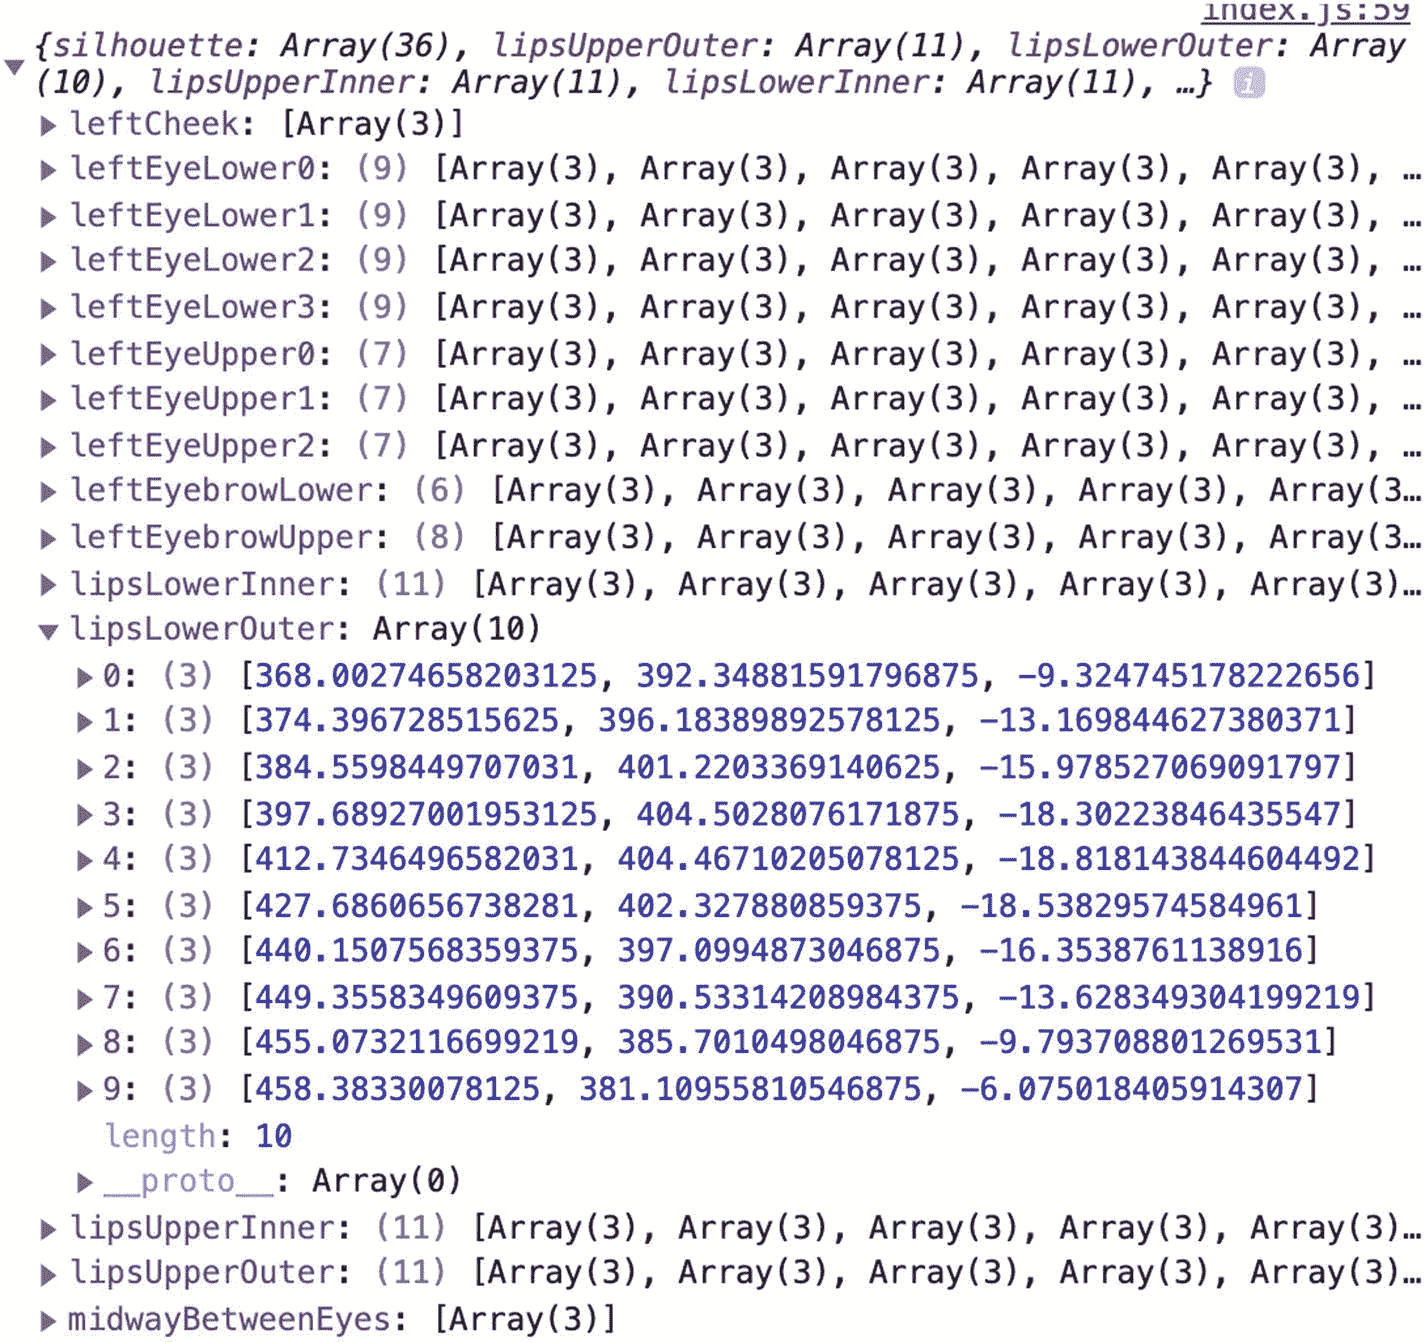 index.js:59
{silhouette: Array(36), lipsUpperOuter: Array(11), lipsLowerOuter: Array
(10), lipsUpperInner: Array(11), lipsLowerInner: Array(11), …} i
leftCheek: [Array(3)]
leftEyeLower0: (9) [Array(3), Array(3), Array(3), Array(3), Array(3), …
leftEyeLower1: (9) [Array(3), Array(3), Array(3), Array(3), Array(3), …
leftEyeLower2: (9) [Array(3), Array(3), Array(3), Array(3), Array(3), …
leftEyeLower3: (9) [Array(3), Array(3), Array(3), Array(3), Array(3), …
leftEyeUpper0: (7) [Array(3), Array(3), Array(3), Array(3), Array(3), …
leftEyeUpper1: (7) [Array(3), Array(3), Array(3), Array(3), Array(3), …
leftEyeUpper2: (7) [Array(3), Array(3), Array(3), Array(3), Array(3), …
leftEyebrowLower: (6) [Array(3), Array(3), Array(3), Array(3), Array(3…
leftEyebrowUpper: (8) [Array(3), Array(3), Array(3), Array(3), Array(3…
lipsLowerInner: (11) [Array(3), Array(3), Array(3), Array(3), Array(3)…
lipsLowerOuter: Array(10)
0: (3) [368.00274658203125, 392.34881591796875, -9.324745178222656]
1: (3) [374.396728515625, 396.18389892578125, -13.169844627380371]
2: (3) [384.5598449707031, 401.2203369140625, -15.978527069091797]
3: (3) [397.68927001953125, 404.5028076171875, -18.30223846435547]
4: (3) [412.7346496582031, 404.46710205078125, -18.818143844604492]
5: (3) [427.6860656738281, 402.327880859375, -18.53829574584961]
6: (3) [440.1507568359375, 397.0994873046875, -16.3538761138916]
7: (3) [449.3558349609375, 390.53314208984375, -13.628349304199219]
8: (3) [455.0732116699219, 385.7010498046875, -9.793708801269531]
9: (3) [458.38330078125, 381.10955810546875, -6.075018405914307]
length: 10
__proto__: Array(0)
lipsUpperInner: (11) [Array(3), Array(3), Array(3), Array(3), Array(3)…
lipsUpperOuter: (11) [Array(3), Array(3), Array(3), Array(3), Array(3)…
midwayBetweenEyes: [Array(3)]